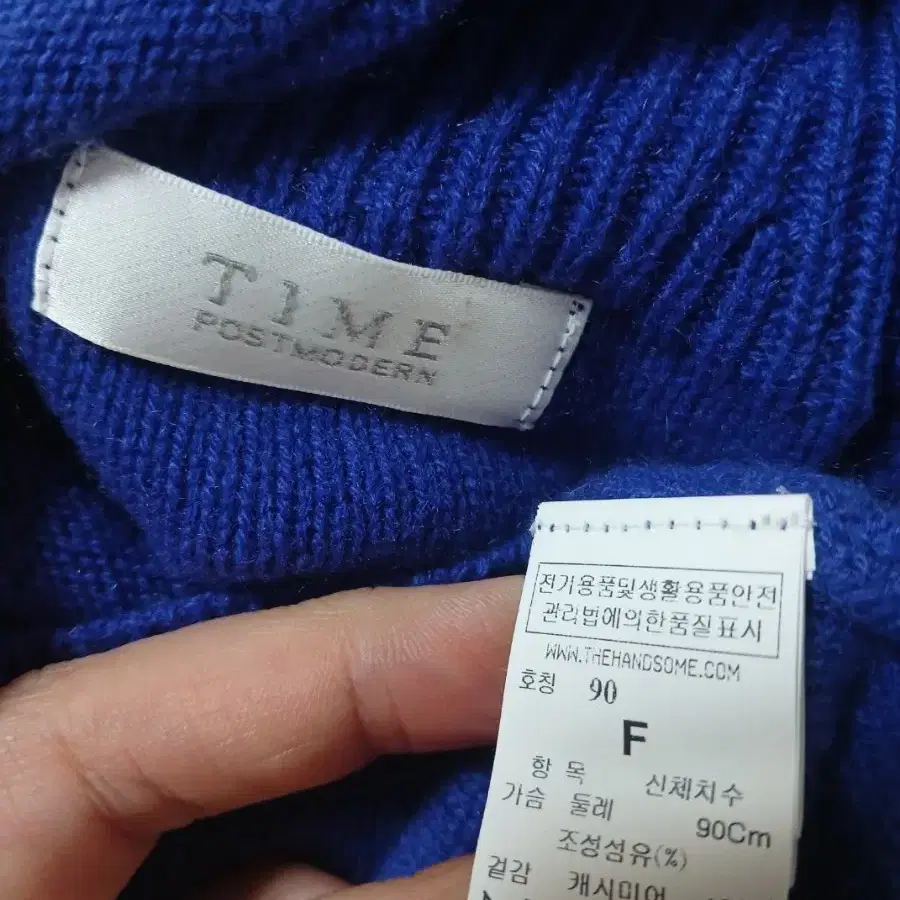 TIME
POSTMODERN
전기용품및생활용품안전
관리법에의한품질표시
WWW.THEHANDSOME.COM
호칭 90
F
항 목 신체치수
가슴 둘레 90Cm
조성섬유(%)
겉감 캐시미어